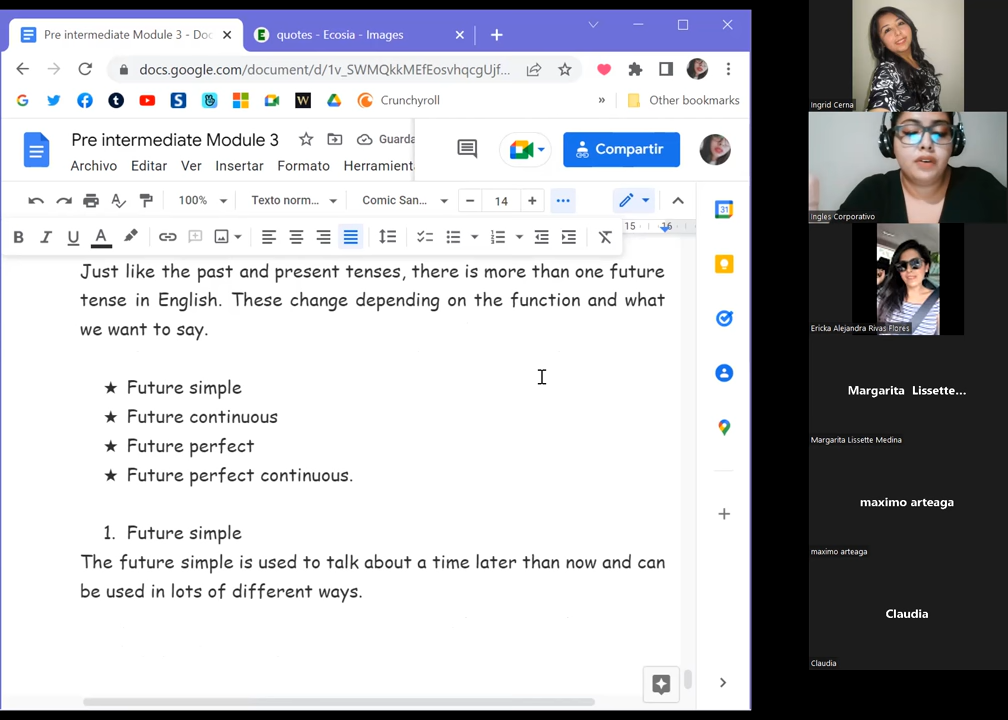 Pre intermediate Module 3 - Doc
quotes - Ecosia - Images
docs.google.com/document/d/1v_SWMQkkMEfEosvhqcgUjf...
Crunchyroll
»
Other bookmarks
Pre intermediate Module 3
Guarda
Compartir
Archivo Editar Ver Insertar Formato Herramient
100% Texto norm... Comic San... 14
15 16
Just like the past and present tenses, there is more than one future
tense in English. These change depending on the function and what
we want to say.
★ Future simple
★ Future continuous
★ Future perfect
★ Future perfect continuous.
1. Future simple
The future simple is used to talk about a time later than now and can
be used in lots of different ways.
Ingrid Cerna
Ingles Corporativo
Ericka Alejandra Rivas Flores
Margarita Lissette...
Margarita Lissette Medina
maximo arteaga
maximo arteaga
Claudia
Claudia